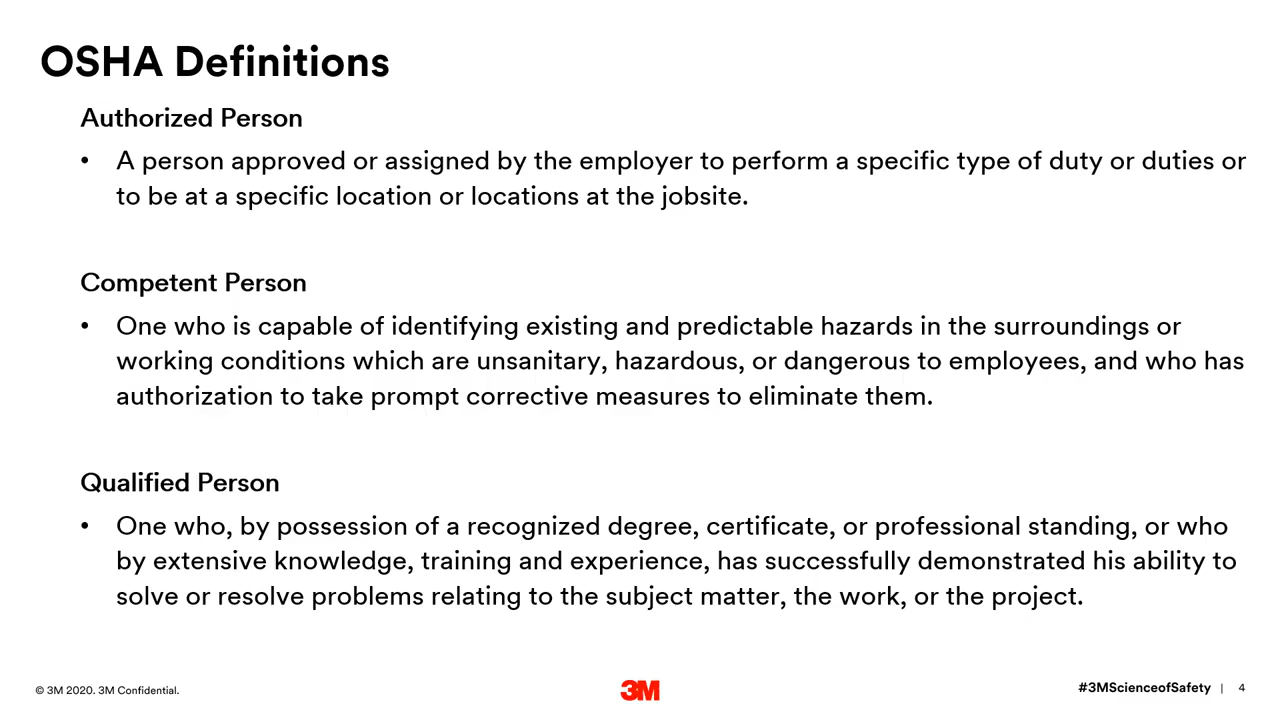 OSHA Definitions
Authorized Person
• A person approved or assigned by the employer to perform a specific type of duty or duties or
to be at a specific location or locations at the jobsite.
Competent Person
• One who is capable of identifying existing and predictable hazards in the surroundings or
working conditions which are unsanitary, hazardous, or dangerous to employees, and who has
authorization to take prompt corrective measures to eliminate them.
Qualified Person
• One who, by possession of a recognized degree, certificate, or professional standing, or who
by extensive knowledge, training and experience, has successfully demonstrated his ability to
solve or resolve problems relating to the subject matter, the work, or the project.
© 3M 2020. 3M Confidential.
3M
#3MScienceofSafety | 4